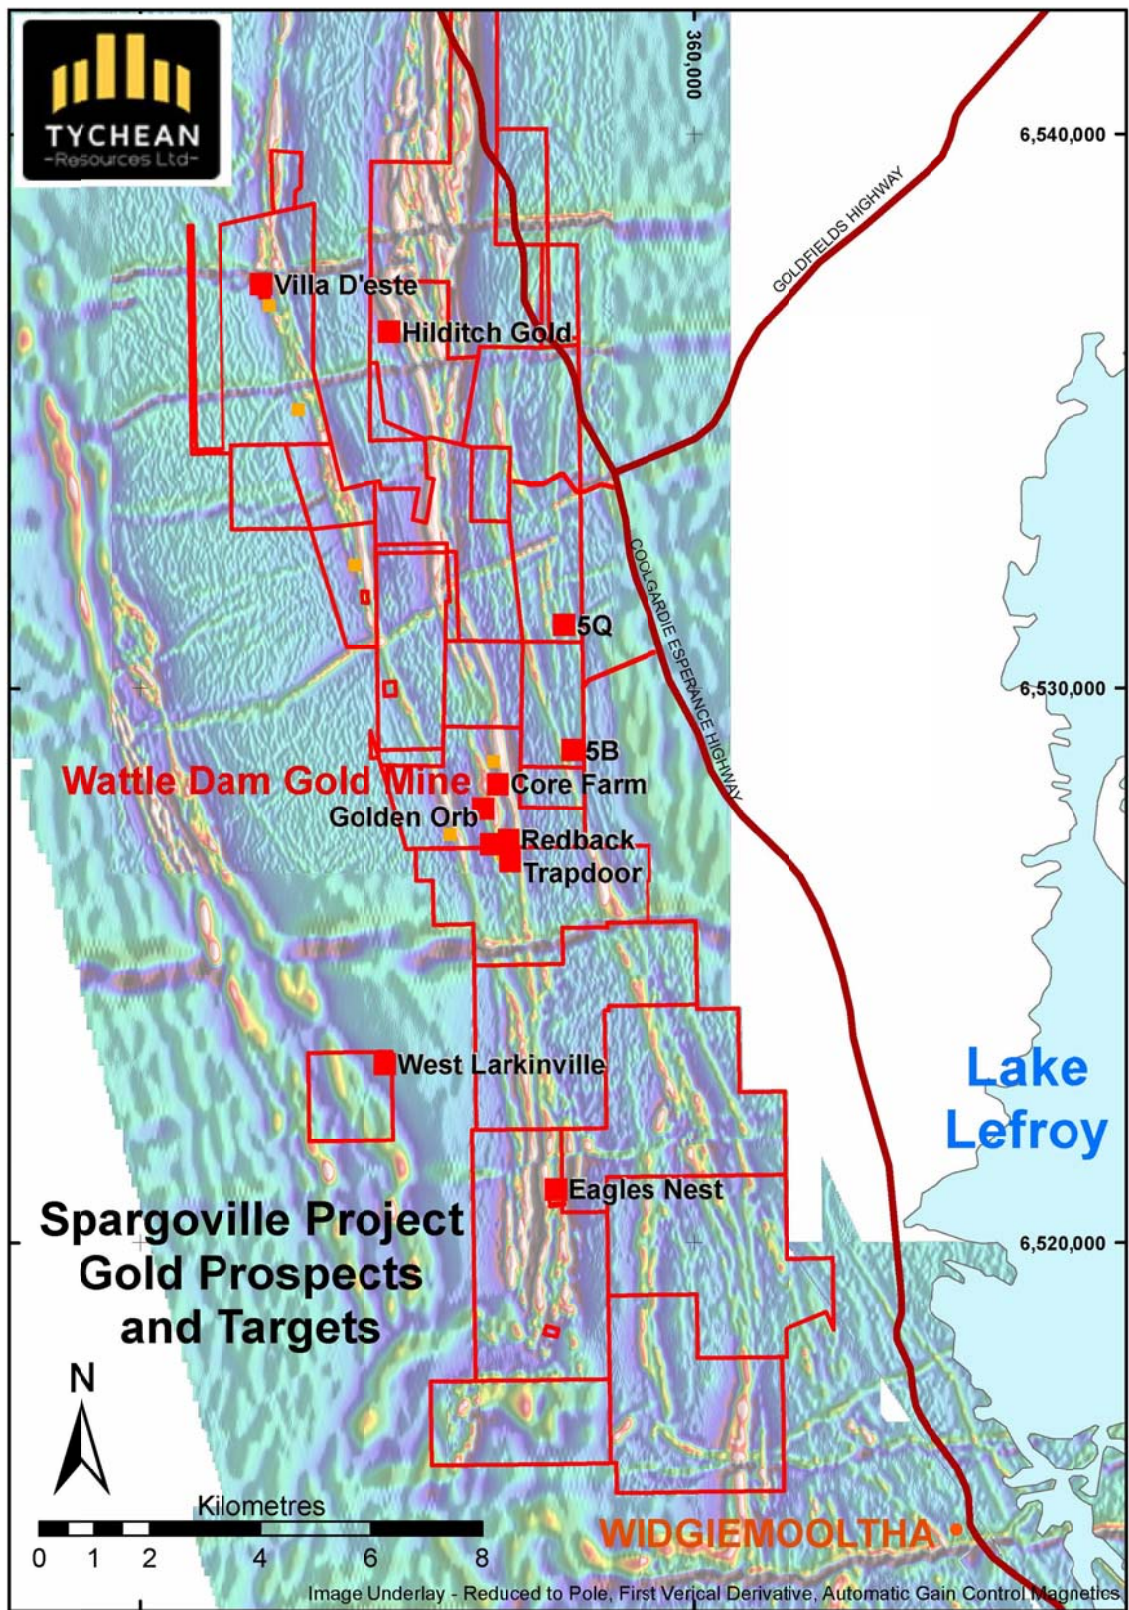 TYCHEAN
-Resources Ltd-
360,000
6,540,000
GOLDFIELDS HIGHWAY
Villa D'este
Hilditch Gold
COOLGARDIE ESPERANCE HIGHWAY
5Q
6,530,000
5B
Wattle Dam Gold Mine
Core Farm
Golden Orb
Redback
Trapdoor
West Larkinville
Lake
Lefroy
Eagles Nest
Spargoville Project
Gold Prospects
and Targets
6,520,000
N
Kilometres
0 1 2 4 6 8
WIDGIEMOOLTHA
Image Underlay - Reduced to Pole, First Verical Derivative, Automatic Gain Control Magnetics